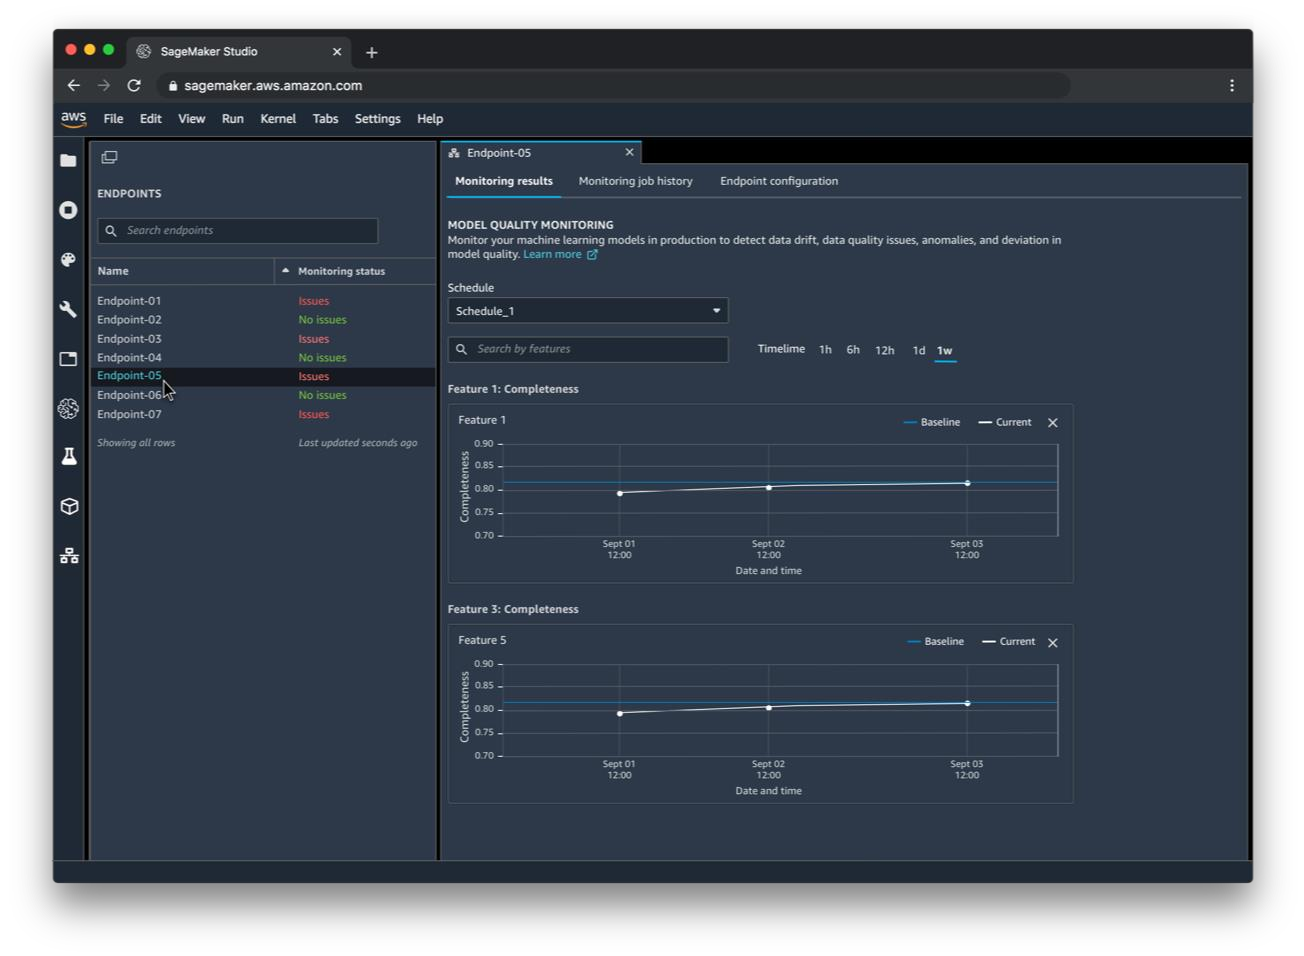 SageMaker Studio
sagemaker.aws.amazon.com
aws File Edit View Run Kernel Tabs Settings Help
ENDPOINTS
Search endpoints
Name Monitoring status
Endpoint-01 Issues
Endpoint-02 No issues
Endpoint-03 Issues
Endpoint-04 No issues
Endpoint-05 Issues
Endpoint-06 No issues
Endpoint-07 Issues
Showing all rows Last updated seconds ago
Endpoint-05
Monitoring results Monitoring job history Endpoint configuration
MODEL QUALITY MONITORING
Monitor your machine learning models in production to detect data drift, data quality issues, anomalies, and deviation in
model quality. Learn more
Schedule
Schedule_1
Search by features Timelime 1h 6h 12h 1d 1w
Feature 1: Completeness
Feature 1 Baseline Current
Completeness
0.90
0.85
0.80
0.75
0.70
Sept 01 Sept 02 Sept 03
12:00 12:00 12:00
Date and time
Feature 3: Completeness
Feature 5 Baseline Current
Completeness
0.90
0.85
0.80
0.75
0.70
Sept 01 Sept 02 Sept 03
12:00 12:00 12:00
Date and time